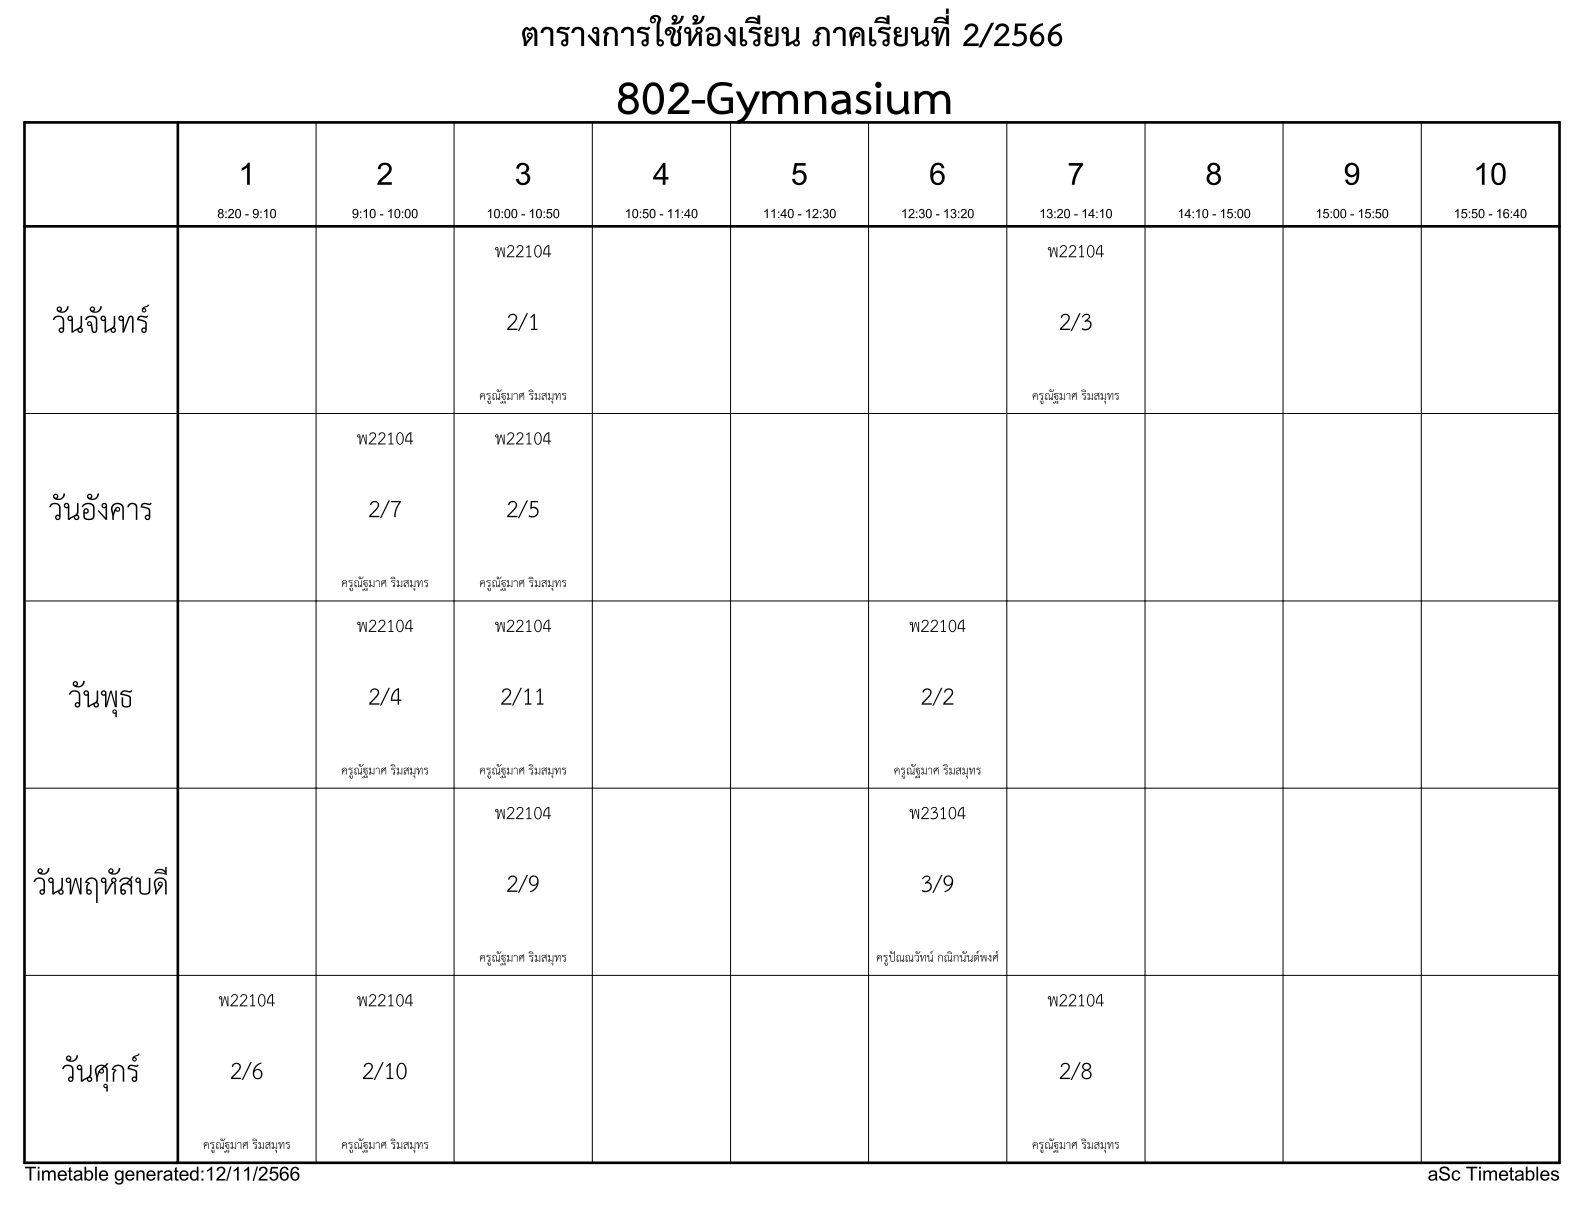 ตารางการใช้ห้องเรียน ภาคเรียนที่ 2/2566
802-Gymnasium
1 2 3 4 5 6 7 8 9 10
8:20 - 9:10 9:10 - 10:00 10:00 - 10:50 10:50 - 11:40 11:40 - 12:30 12:30 - 13:20 13:20 - 14:10 14:10 - 15:00 15:00 - 15:50 15:50 - 16:40
พ22104 พ22104
วันจันทร์ 2/1 2/3
ครูณัฐมาศ ริมสมุทร ครูณัฐมาศ ริมสมุทร
พ22104 พ22104
วันอังคาร 2/7 2/5
ครูณัฐมาศ ริมสมุทร ครูณัฐมาศ ริมสมุทร
พ22104 พ22104 พ22104
วันพุธ 2/4 2/11 2/2
ครูณัฐมาศ ริมสมุทร ครูณัฐมาศ ริมสมุทร ครูณัฐมาศ ริมสมุทร
พ22104 พ23104
วันพฤหัสบดี 2/9 3/9
ครูณัฐมาศ ริมสมุทร ครูปัณณวัทน์ กณิกนันต์พงศ์
พ22104 พ22104 พ22104
วันศุกร์ 2/6 2/10 2/8
ครูณัฐมาศ ริมสมุทร ครูณัฐมาศ ริมสมุทร ครูณัฐมาศ ริมสมุทร
Timetable generated:12/11/2566 aSc Timetables